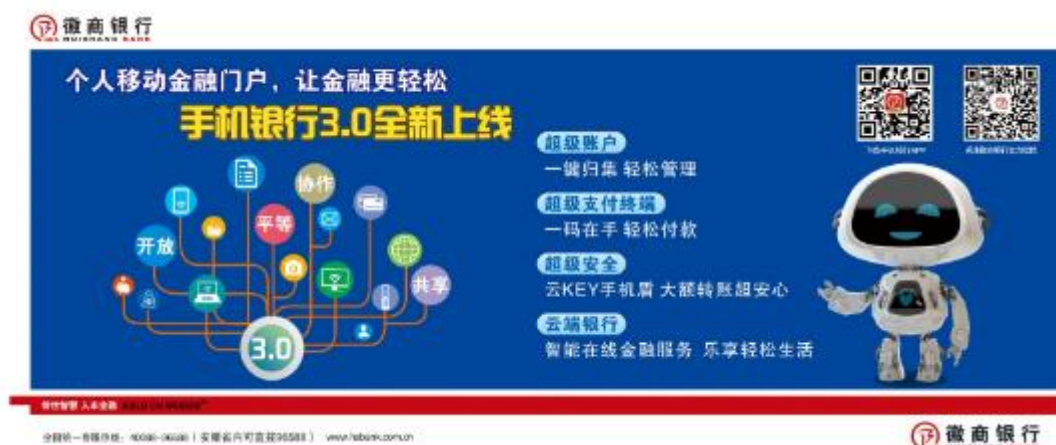 徽商银行
HUISHANG BANK
个人移动金融门户，让金融更轻松
手机银行3.0全新上线
协作
平等
开放
共享
3.0
超级账户
一键归集 轻松管理
超级支付终端
一码在手 轻松付款
超级安全
云KEY手机盾 大额转账超安心
云端银行
智能在线金融服务 乐享轻松生活
徽商银行